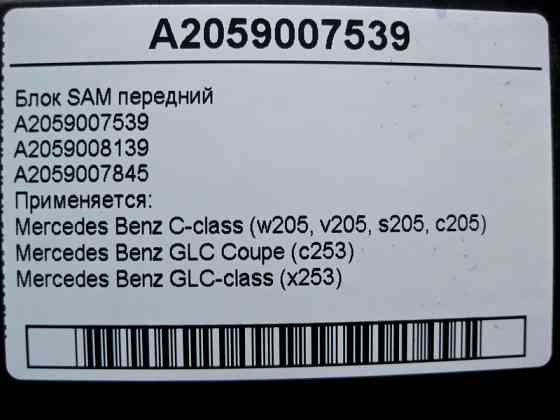 A2059007539
Блок SAM передний
A2059007539
A2059008139
A2059007845
Применяется:
Mercedes Benz C-class (w205, v205, s205, c205)
Mercedes Benz GLC Coupe (c253)
Mercedes Benz GLC-class (x253)